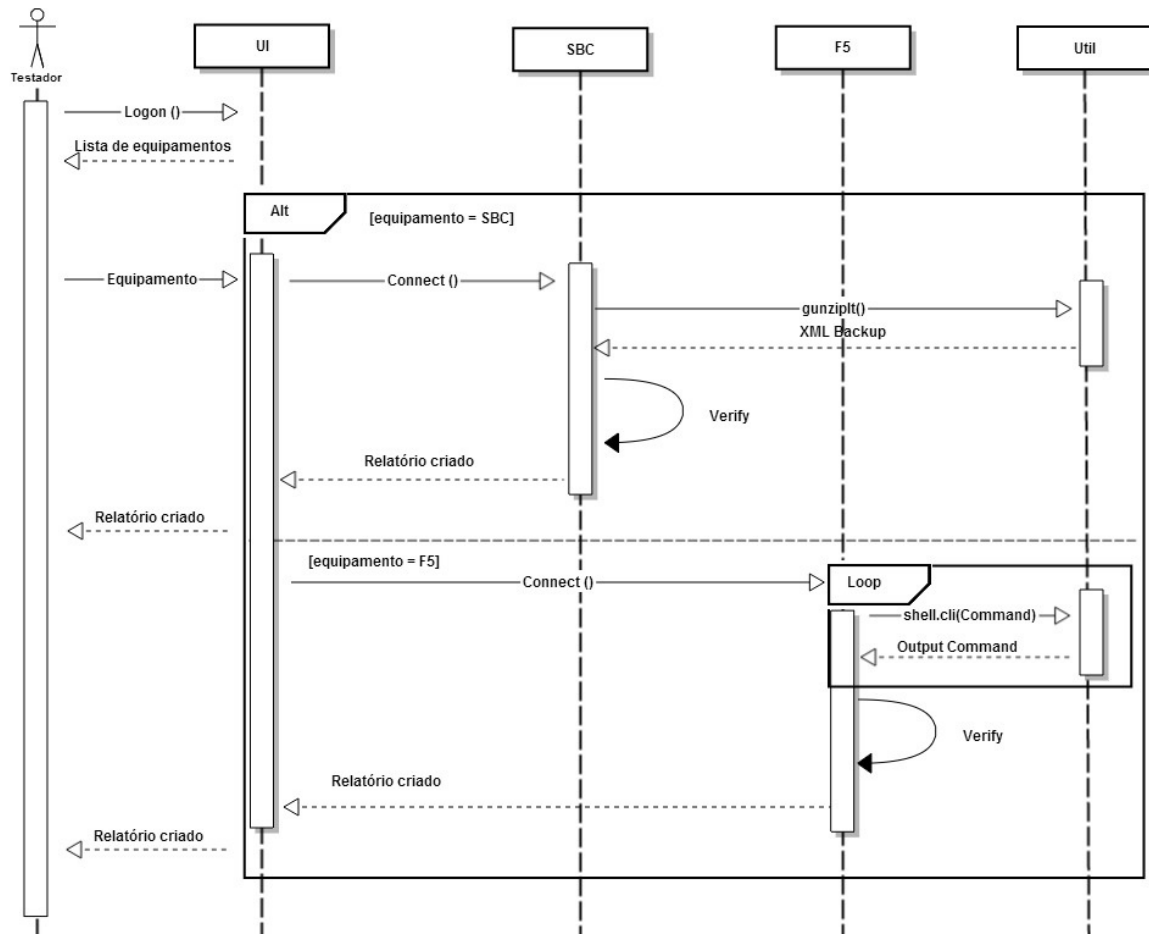 UI
SBC
F5
Util
Testador
Logon ()
Lista de equipamentos
Alt
[equipamento = SBC]
Equipamento
Connect ()
gunzipIt()
XML Backup
Verify
Relatório criado
Relatório criado
[equipamento = F5]
Connect ()
Loop
shell.cli(Command)
Output Command
Verify
Relatório criado
Relatório criado